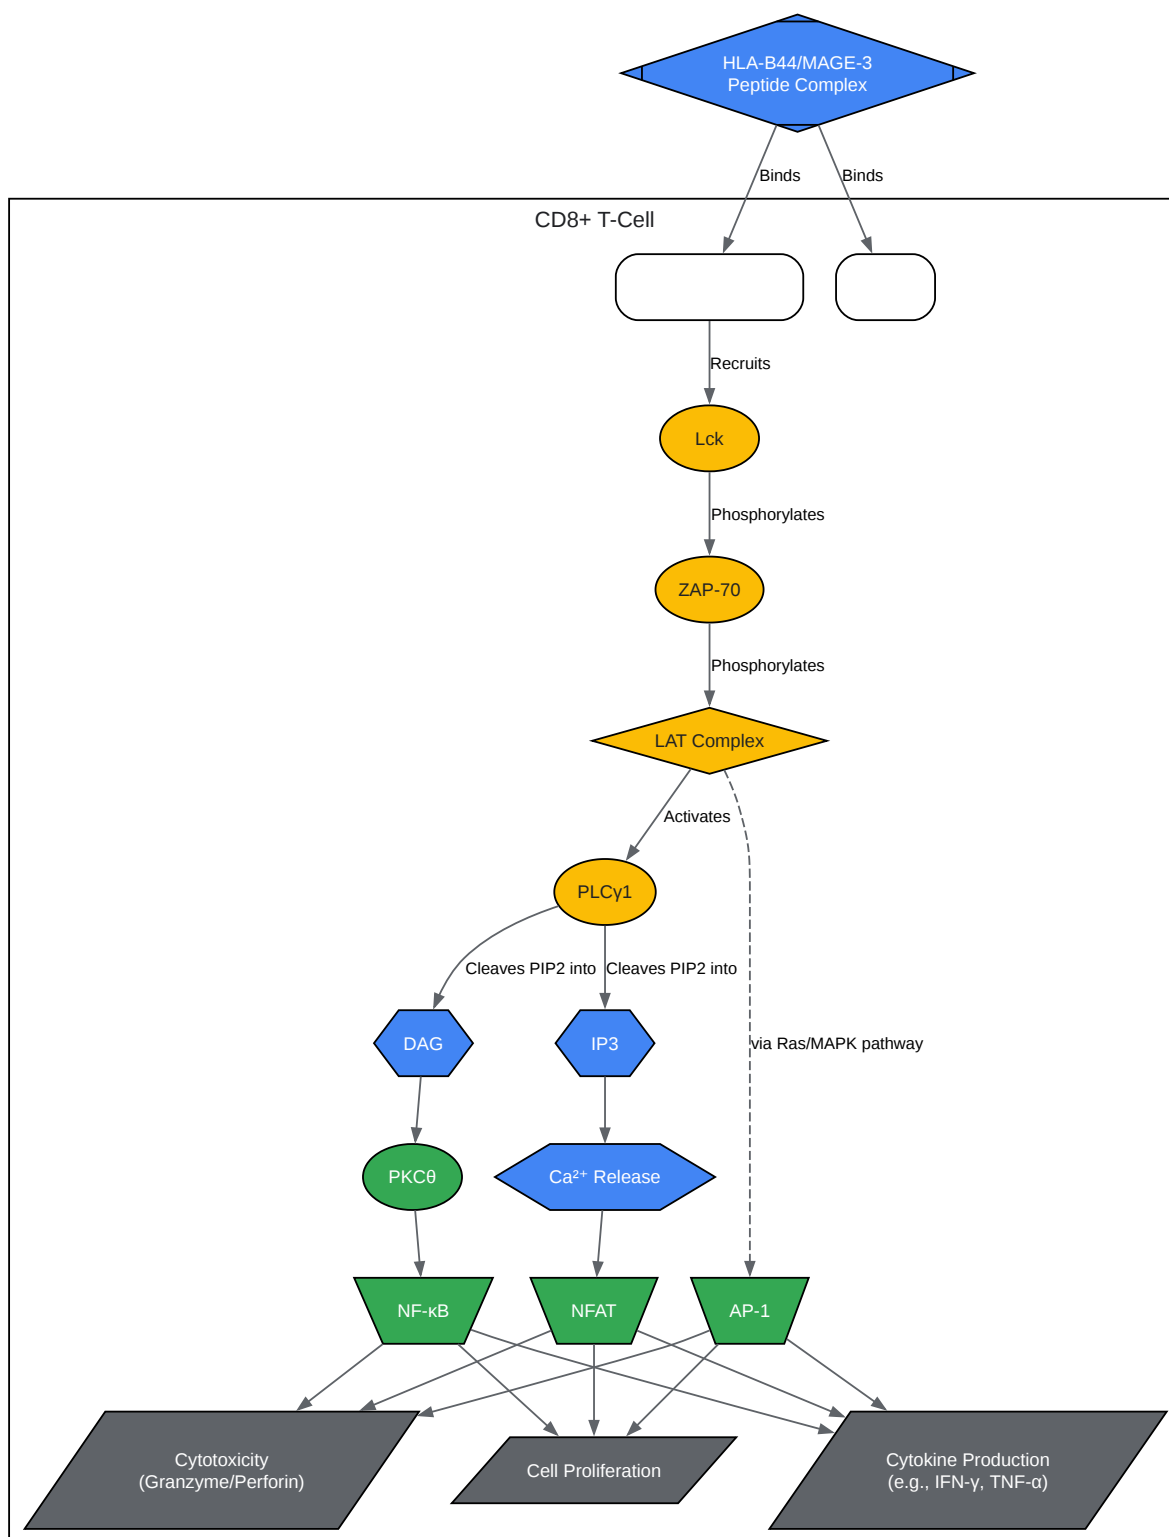 HLA-B44/MAGE-3
Peptide Complex
Binds
Binds
CD8+ T-Cell
Recruits
Lck
Phosphorylates
ZAP-70
Phosphorylates
LAT Complex
Activates
PLCγ1
Cleaves PIP2 into
Cleaves PIP2 into
DAG
IP3
via Ras/MAPK pathway
PKCθ
Ca²⁺ Release
NF-κB
NFAT
AP-1
Cytotoxicity
(Granzyme/Perforin)
Cell Proliferation
Cytokine Production
(e.g., IFN-γ, TNF-α)